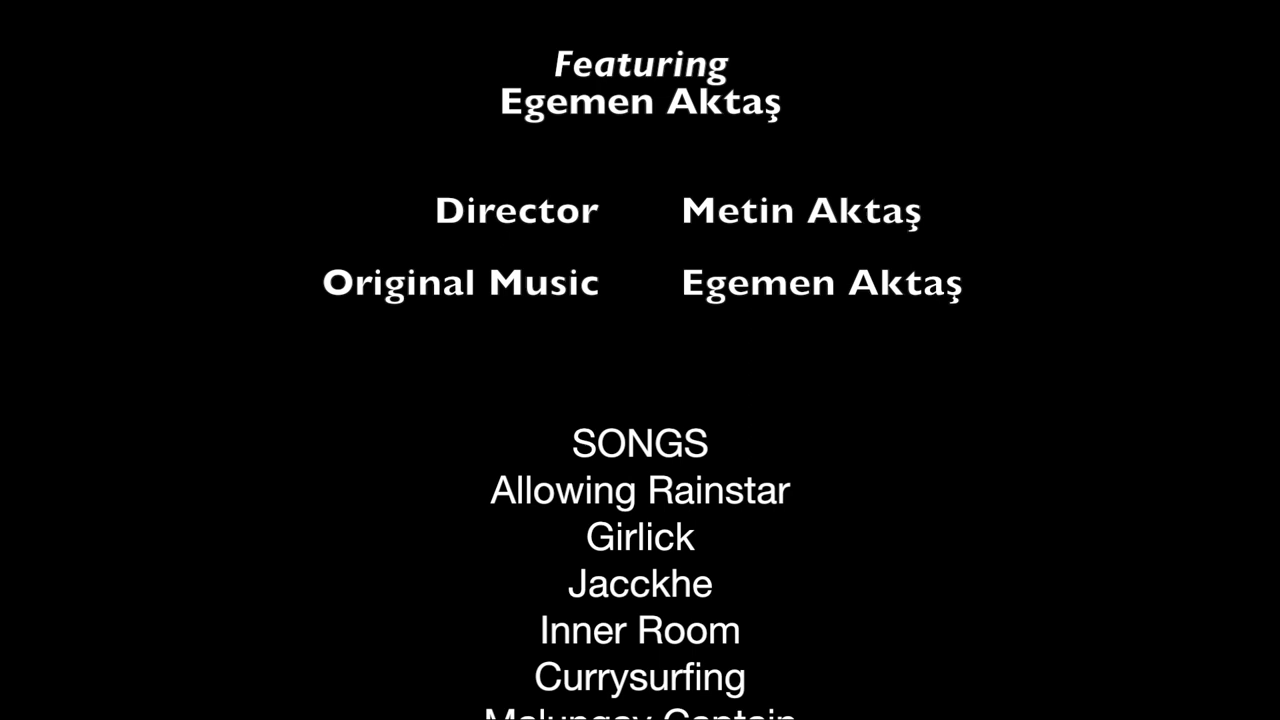 Featuring
Egemen Aktaş
Director Metin Aktaş
Original Music Egemen Aktaş
SONGS
Allowing Rainstar
Girlick
Jacckhe
Inner Room
Currysurfing